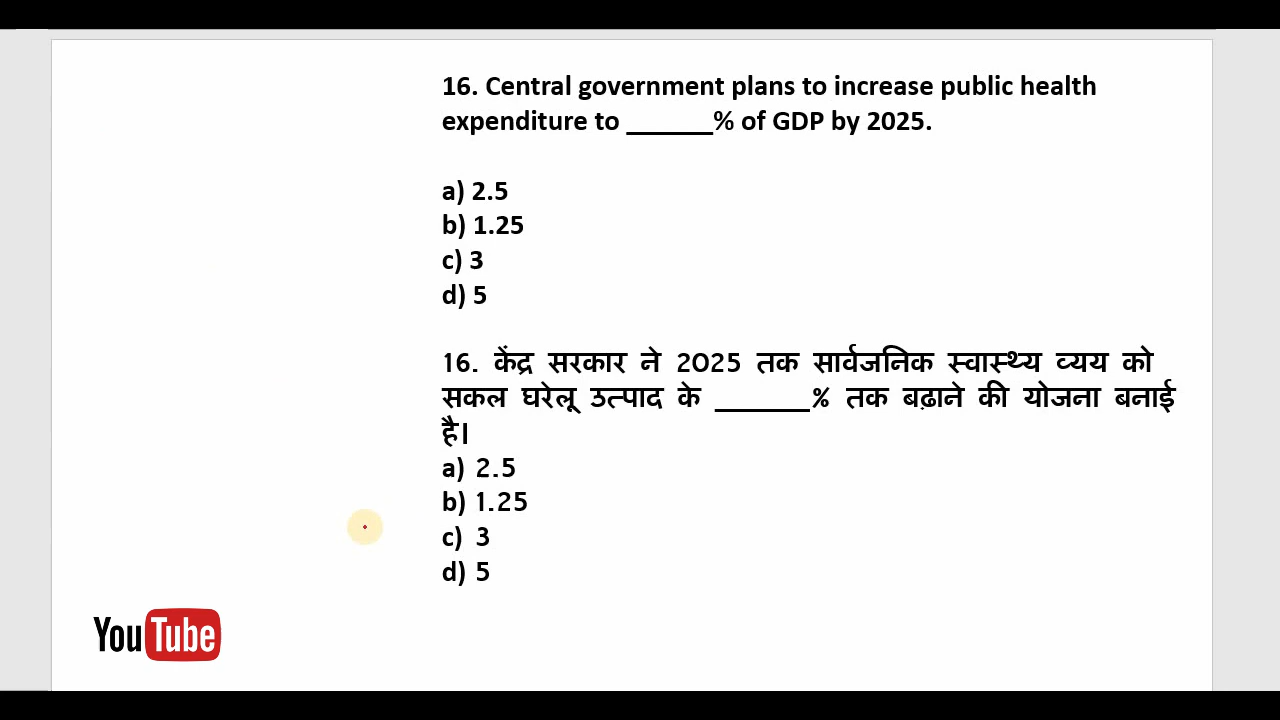 16. Central government plans to increase public health
expenditure to ______% of GDP by 2025.
a) 2.5
b) 1.25
c) 3
d) 5
16. केंद्र सरकार ने 2025 तक सार्वजनिक स्वास्थ्य व्यय को
सकल घरेलू उत्पाद के ______% तक बढ़ाने की योजना बनाई
है।
a) 2.5
b) 1.25
c) 3
d) 5
YouTube